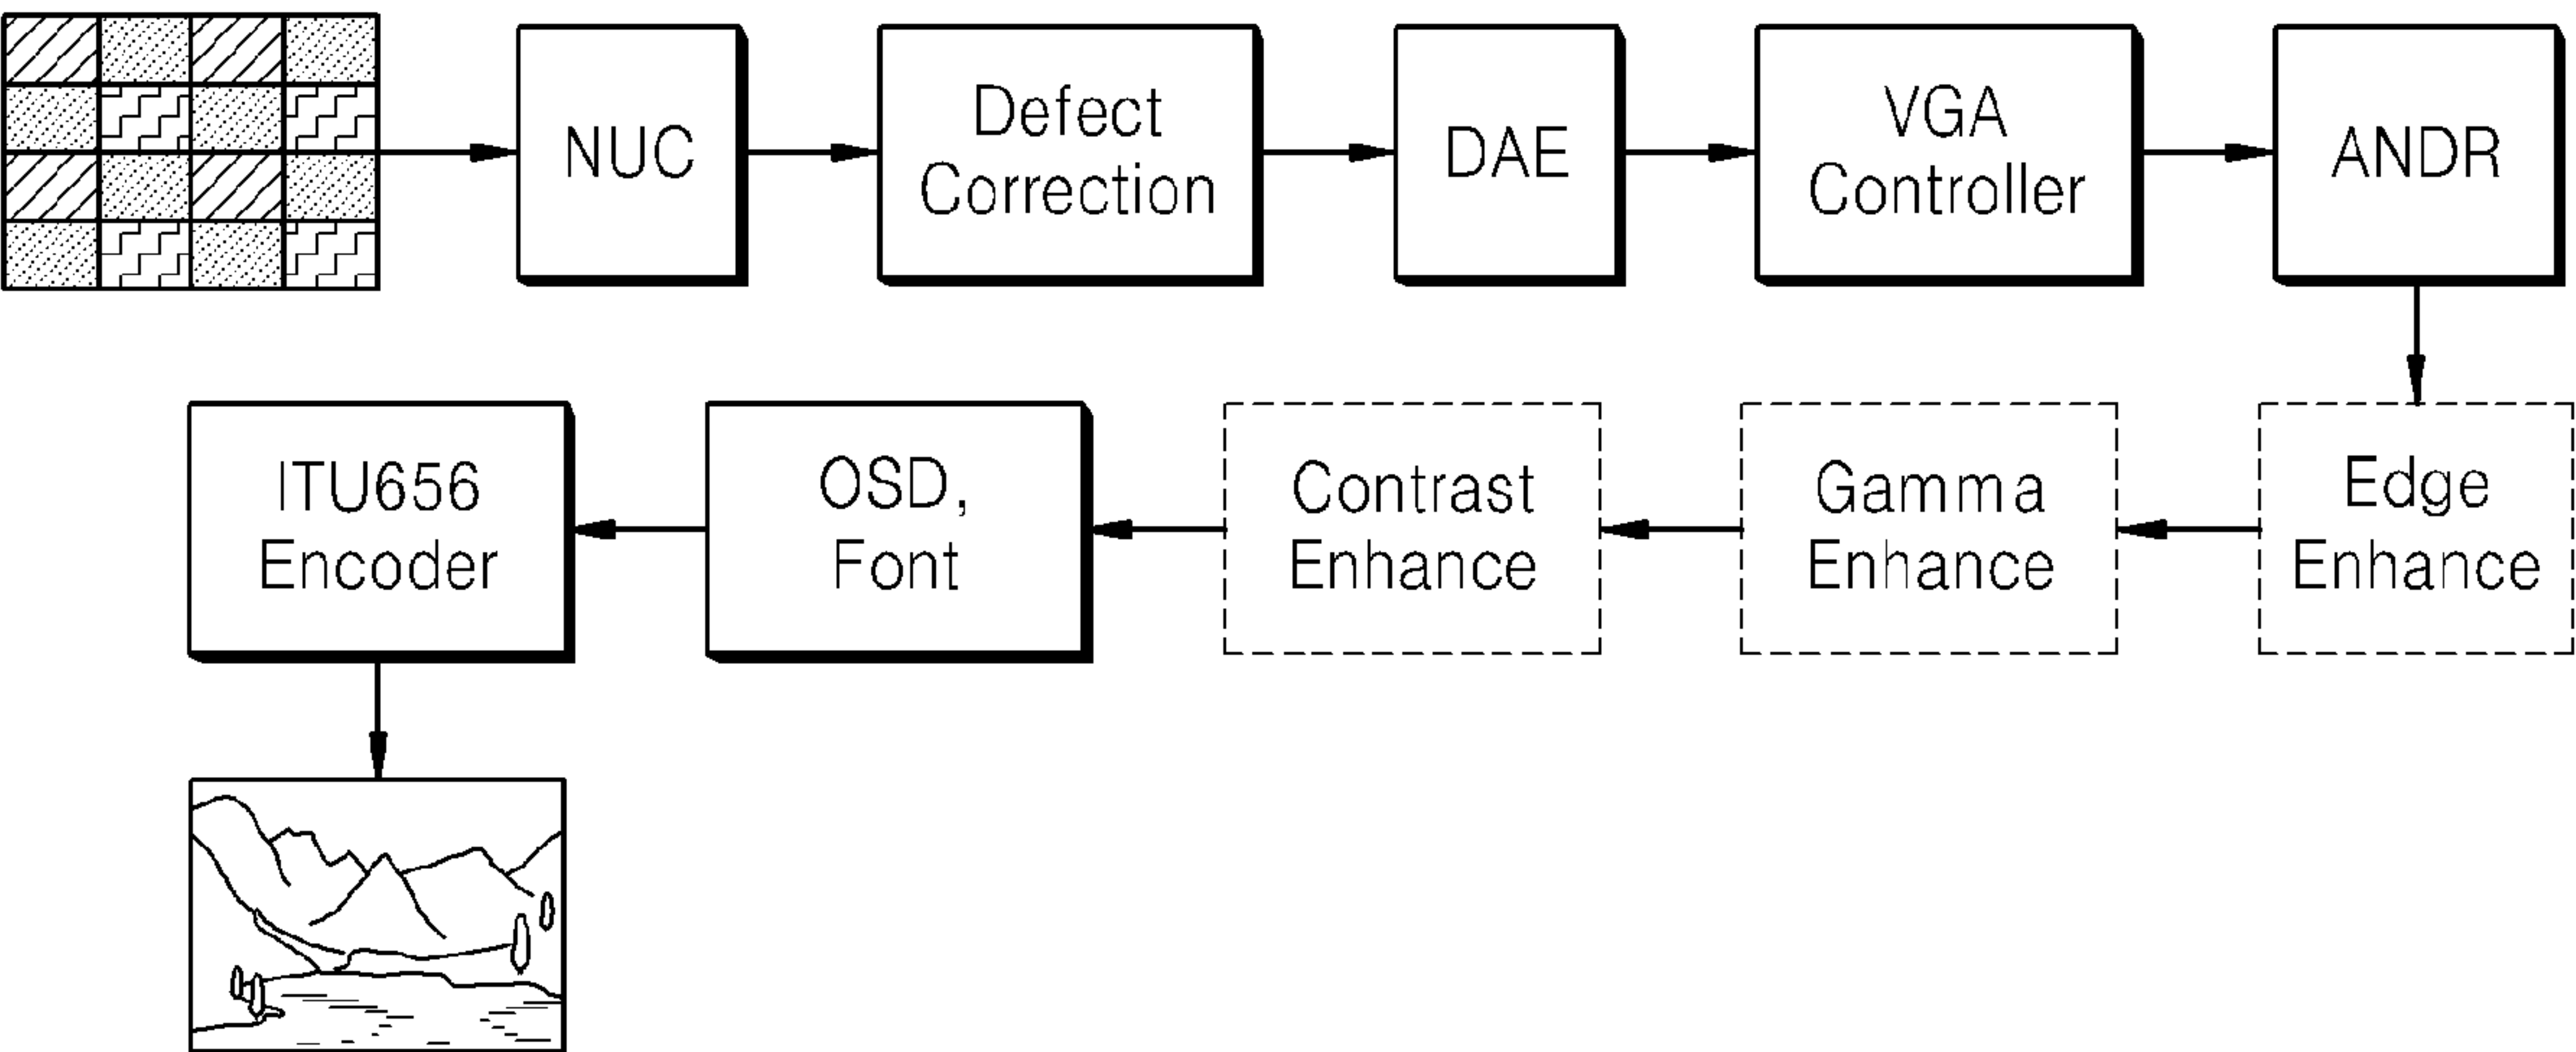 NUC
Defect
Correction
DAE
VGA
Controller
ANDR
ITU656
Encoder
OSD,
Font
Contrast
Enhance
Gamma
Enhance
Edge
Enhance